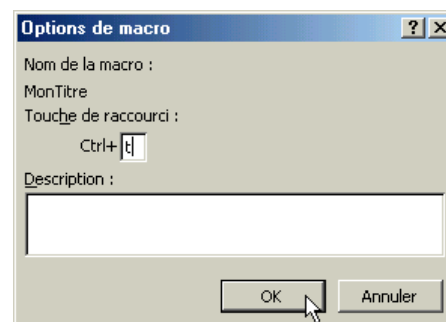 Options de macro
Nom de la macro :
MonTitre
Touche de raccourci :
Ctrl+ t
Description :
OK Annuler